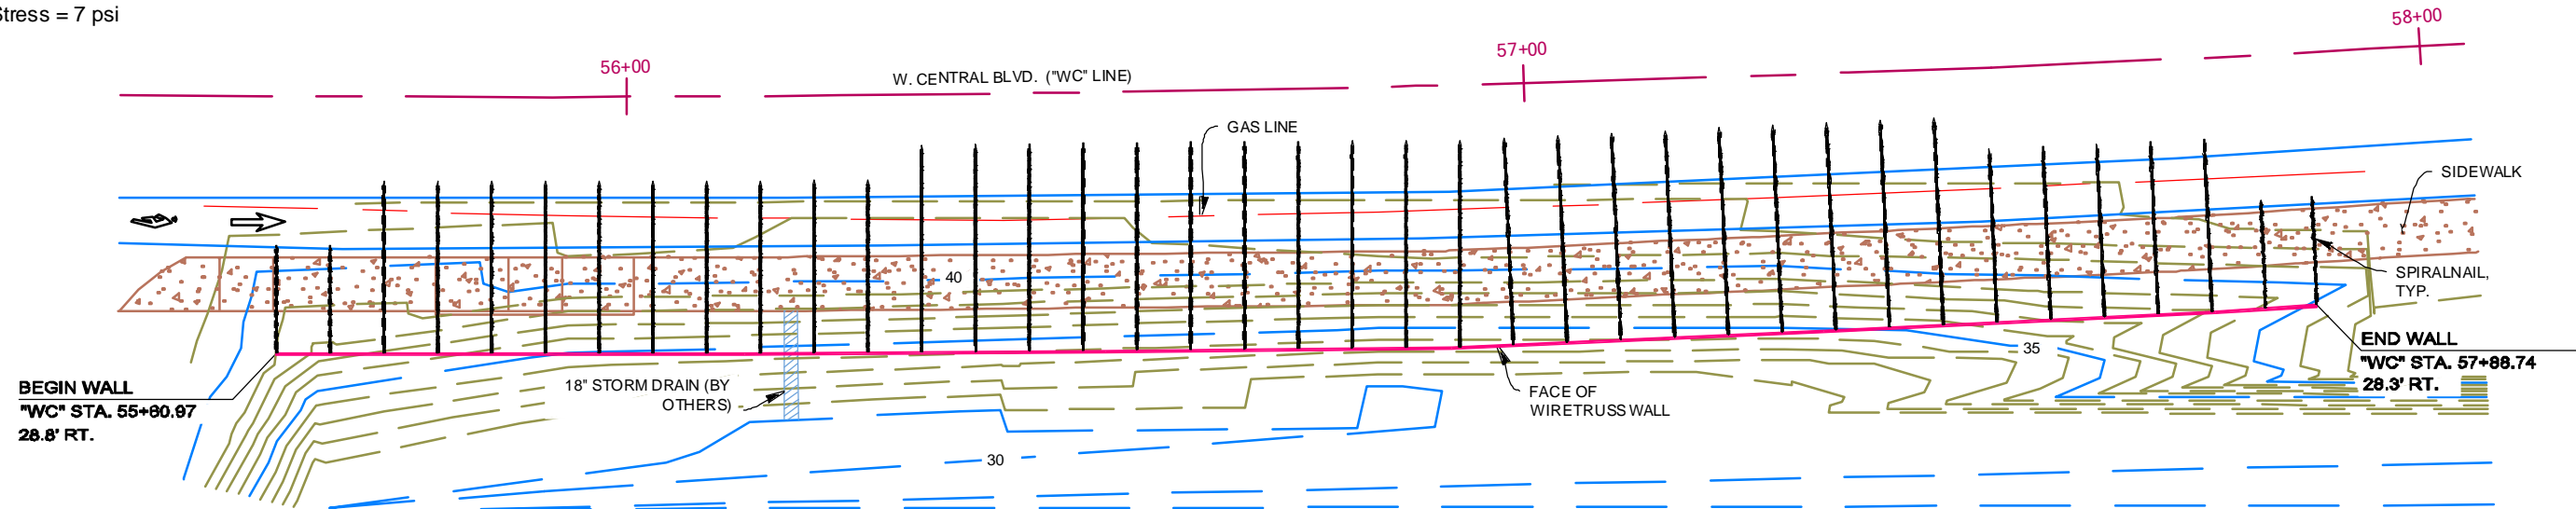 Stress = 7 psi
58+00
57+00
56+00
W. CENTRAL BLVD. ("WC" LINE)
GAS LINE
SIDEWALK
40
SPIRALNAIL,
TYP.
END WALL
"WC" STA. 57+88.74
28.3' RT.
35
BEGIN WALL
"WC" STA. 55+60.97
28.8' RT.
18" STORM DRAIN (BY
OTHERS)
FACE OF
WIRETRUSS WALL
30